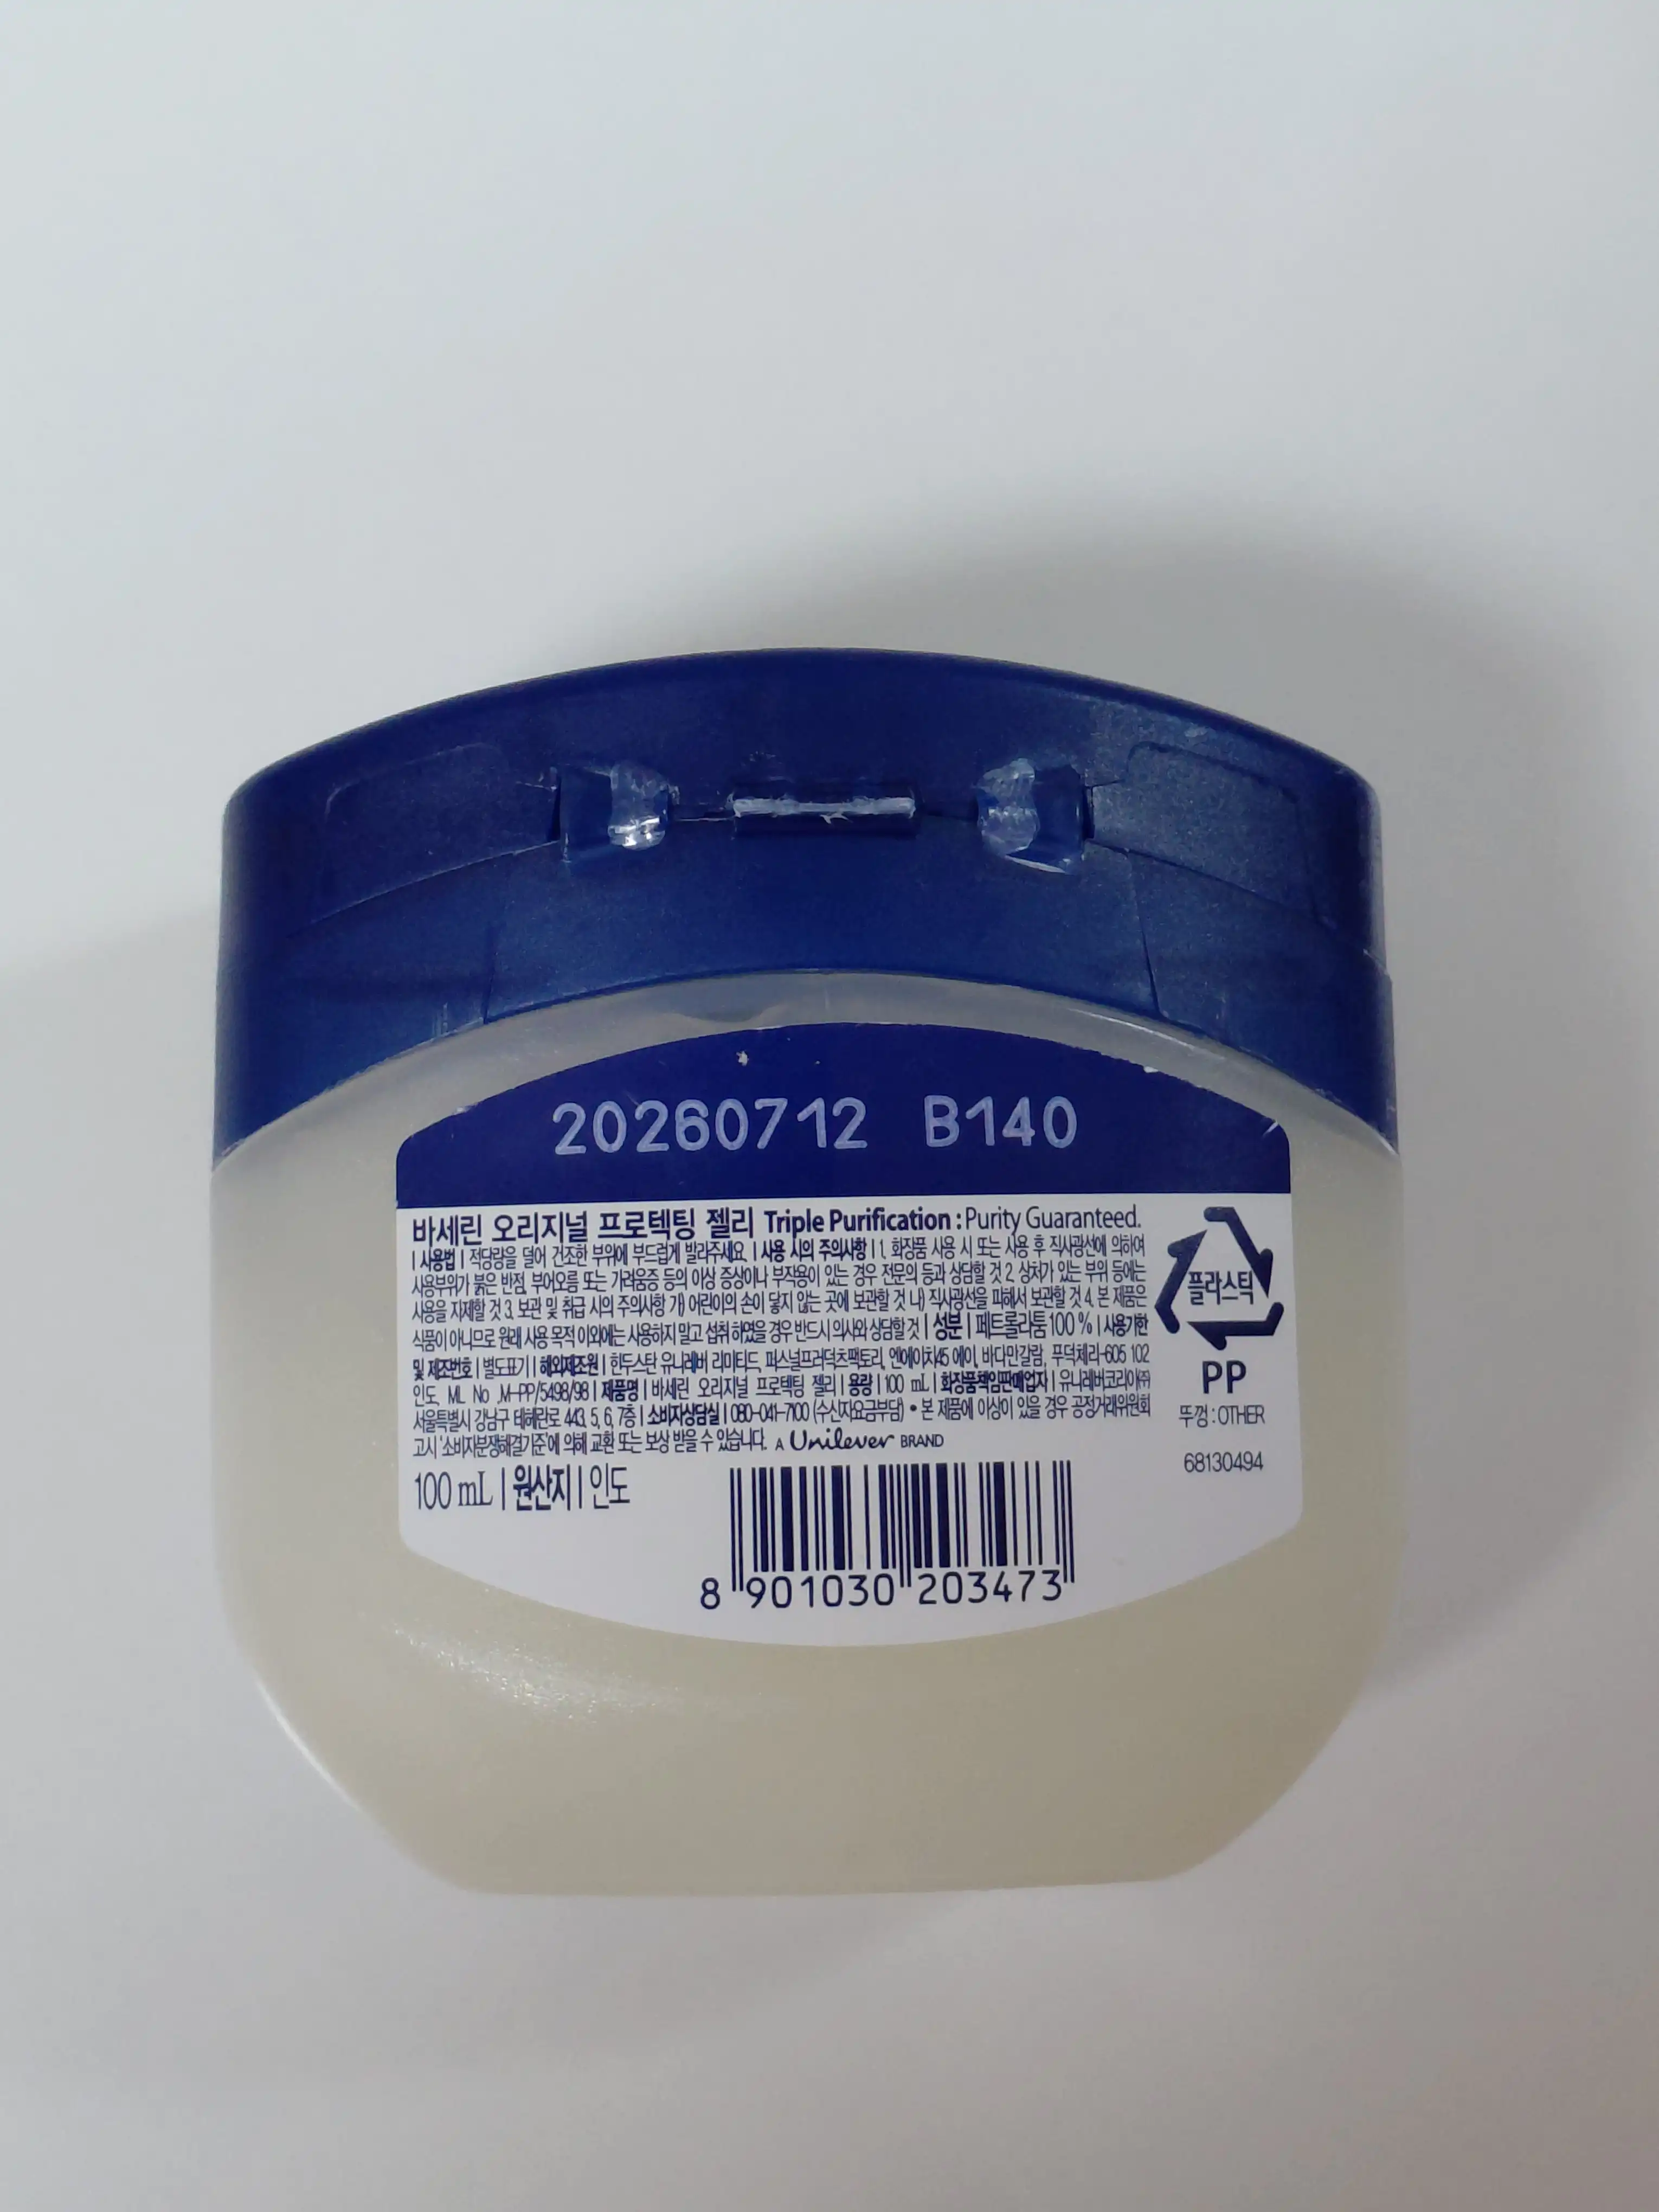 20260712 B140
바세린 오리지널 프로텍팅 젤리 Triple Purification : Purity Guaranteed.
| 사용법 | 적당량을 덜어 건조한 부위에 부드럽게 발라주세요. | 사용 시의 주의사항 | 1. 화장품 사용 시 또는 사용 후 직사광선에 의하여
사용부위가 붉은 반점, 부어오름 또는 가려움증 등의 이상 증상이나 부작용이 있는 경우 전문의 등과 상담할 것 2. 상처가 있는 부위 등에는
사용을 자제할 것 3. 보관 및 취급 시의 주의사항 가) 어린이의 손이 닿지 않는 곳에 보관할 것 나) 직사광선을 피해서 보관할 것 4. 본 제품은
식품이 아니므로 원래 사용 목적 이외에는 사용하지 말고 섭취 하였을 경우 반드시 의사와 상담할 것 | 성분 | 페트롤라툼 100 % | 사용기한
및 제조번호 | 별도표기 | 해외제조원 | 힌두스탄 유니레버 리미티드, 퍼스널프러덕츠팩토리, 엔에이치45 에이, 바다만갈람, 푸덕체리-605 102
인도, ML No ,M-PP/5498/98 | 제품명 | 바세린 오리지널 프로텍팅 젤리 | 용량 | 100 mL | 화장품책임판매업자 | 유니레버코리아㈜
서울특별시 강남구 테헤란로 443, 5, 6, 7층 | 소비자상담실 | 080-041-7100 (수신자요금부담) • 본 제품에 이상이 있을 경우 공정거래위원회
고시 '소비자분쟁해결기준'에 의해 교환 또는 보상 받을 수 있습니다. A Unilever BRAND
100 mL | 원산지 | 인도
8 901030 203473
플라스틱
PP
뚜껑 : OTHER
68130494